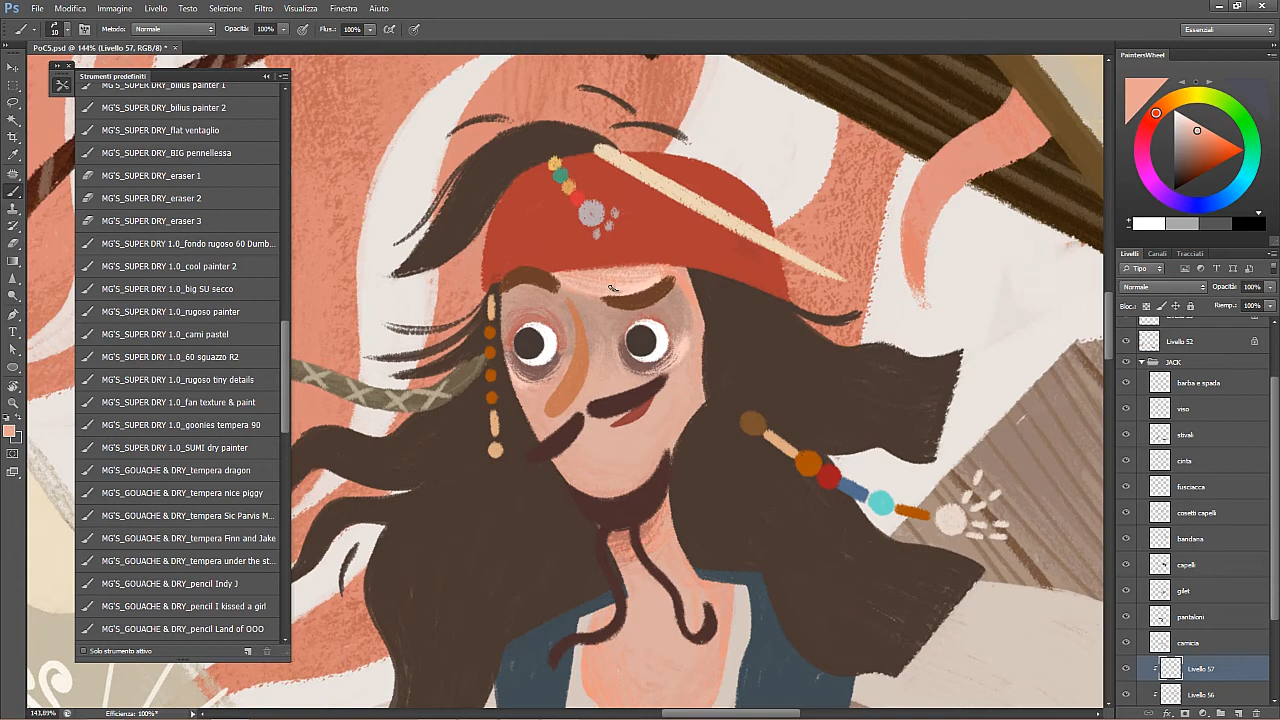 Ps File Modifica Immagine Livello Testo Selezione Filtro Visualizza Finestra Aiuto
10 Metodo: Normale Opacità: 100% Flus.: 100% Essenziali
PoC5.psd @ 144% (Livello 57, RGB/8) *
Strumenti predefiniti
MG'S_SUPER DRY_bilius painter 1
MG'S_SUPER DRY_bilius painter 2
MG'S_SUPER DRY_flat ventaglio
MG'S_SUPER DRY_BIG pennellessa
MG'S_SUPER DRY_eraser 1
MG'S_SUPER DRY_eraser 2
MG'S_SUPER DRY_eraser 3
MG'S_SUPER DRY 1.0_fondo rugoso 60 Dumb...
MG'S_SUPER DRY 1.0_cool painter 2
MG'S_SUPER DRY 1.0_big SU secco
MG'S_SUPER DRY 1.0_rugoso painter
MG'S_SUPER DRY 1.0_cami pastel
MG'S_SUPER DRY 1.0_60 sguazzo R2
MG'S_SUPER DRY 1.0_rugoso tiny details
MG'S_SUPER DRY 1.0_fan texture & paint
MG'S_SUPER DRY 1.0_goonies tempera 90
MG'S_SUPER DRY 1.0_SUMI dry painter
MG'S_GOUACHE & DRY_tempera dragon
MG'S_GOUACHE & DRY_tempera nice piggy
MG'S_GOUACHE & DRY_tempera Sic Parvis M...
MG'S_GOUACHE & DRY_tempera Finn and Jake
MG'S_GOUACHE & DRY_tempera under the st...
MG'S_GOUACHE & DRY_pencil Indy J
MG'S_GOUACHE & DRY_pencil I kissed a girl
MG'S_GOUACHE & DRY_pencil Land of OOO
Solo strumento attivo
PaintersWheel
Livelli Canali Tracciati
Tipo
Normale Opacità: 100%
Bloc.: Riemp.: 100%
Livello 52
JACK
barba e spada
viso
stivali
cinta
fusciacca
cosetti capelli
bandana
capelli
gilet
pantaloni
camicia
Livello 57
Livello 56
143,89% Efficienza: 100%*